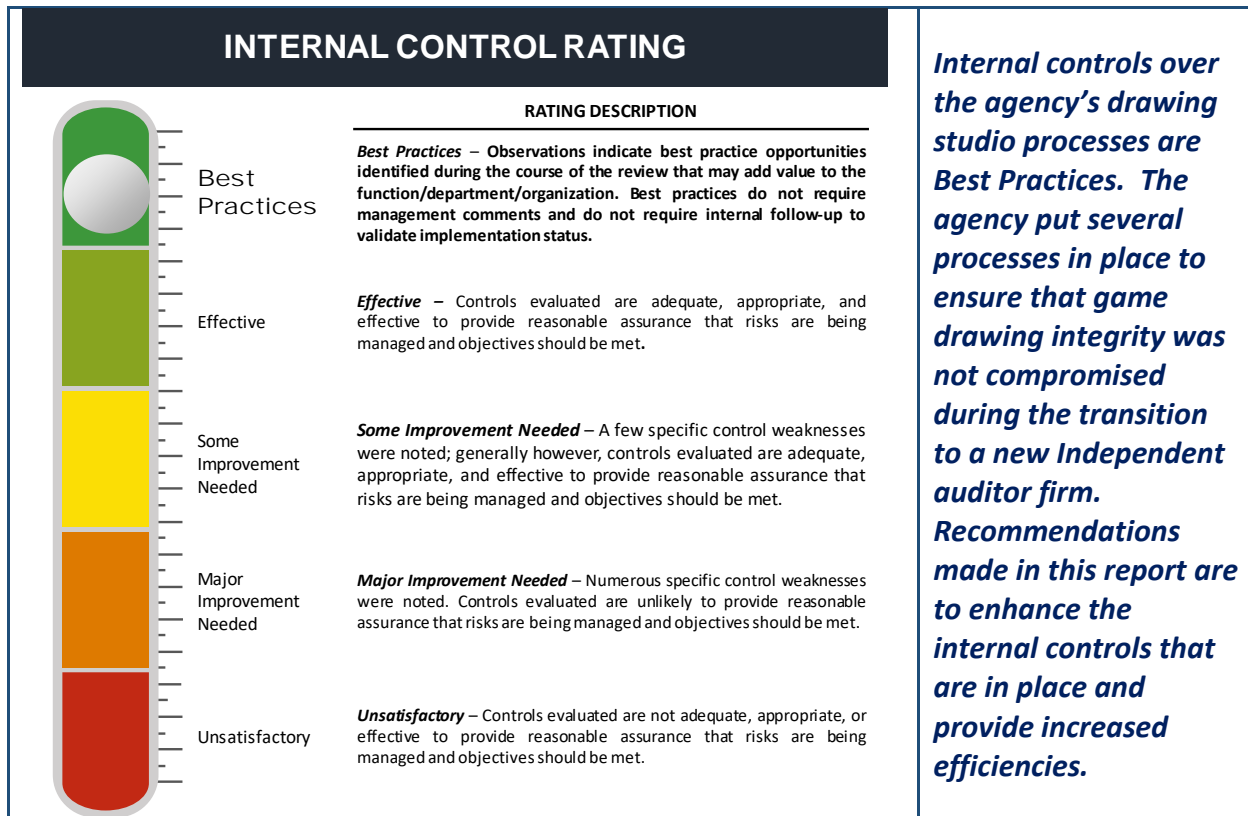 INTERNAL CONTROL RATING
RATING DESCRIPTION
Best
Practices
Best Practices – Observations indicate best practice opportunities
identified during the course of the review that may add value to the
function/department/organization. Best practices do not require
management comments and do not require internal follow-up to
validate implementation status.
Effective
Effective – Controls evaluated are adequate, appropriate, and
effective to provide reasonable assurance that risks are being
managed and objectives should be met.
Some
Improvement
Needed
Some Improvement Needed – A few specific control weaknesses
were noted; generally however, controls evaluated are adequate,
appropriate, and effective to provide reasonable assurance that
risks are being managed and objectives should be met.
Major
Improvement
Needed
Major Improvement Needed – Numerous specific control weaknesses
were noted. Controls evaluated are unlikely to provide reasonable
assurance that risks are being managed and objectives should be met.
Unsatisfactory
Unsatisfactory – Controls evaluated are not adequate, appropriate, or
effective to provide reasonable assurance that risks are being
managed and objectives should be met.
Internal controls over
the agency’s drawing
studio processes are
Best Practices. The
agency put several
processes in place to
ensure that game
drawing integrity was
not compromised
during the transition
to a new Independent
auditor firm.
Recommendations
made in this report are
to enhance the
internal controls that
are in place and
provide increased
efficiencies.